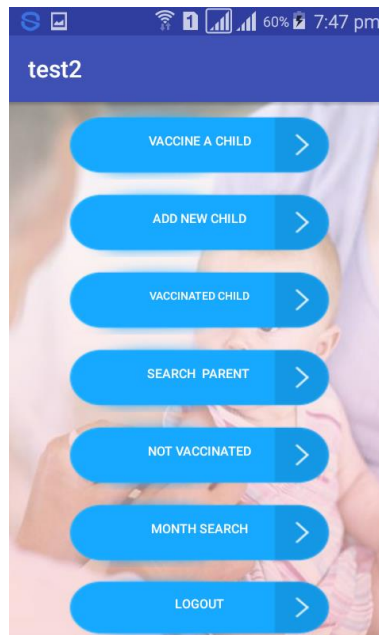 1 60% 7:47 pm
test2
VACCINE A CHILD
ADD NEW CHILD
VACCINATED CHILD
SEARCH  PARENT
NOT VACCINATED
MONTH SEARCH
LOGOUT